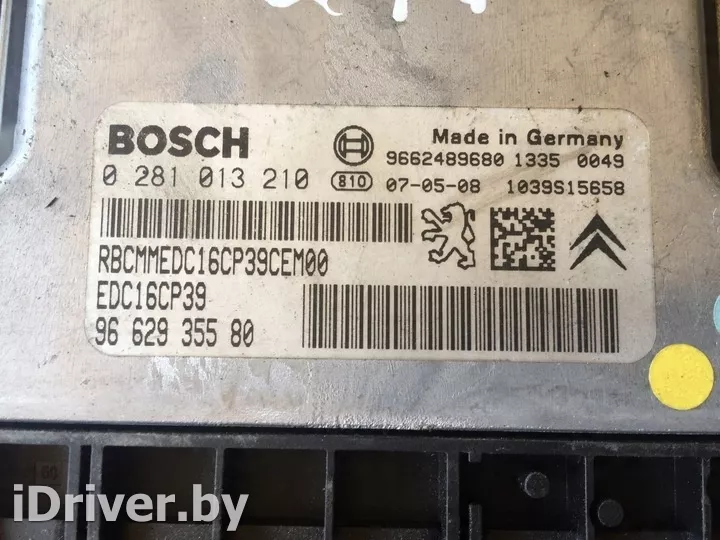 BOSCH
Made in Germany
9662489680 1335 0049
0 281 013 210 810 07-05-08 1039S15658
RBCMMEDC16CP39CEM00
EDC16CP39
96 629 355 80
iDriver.by